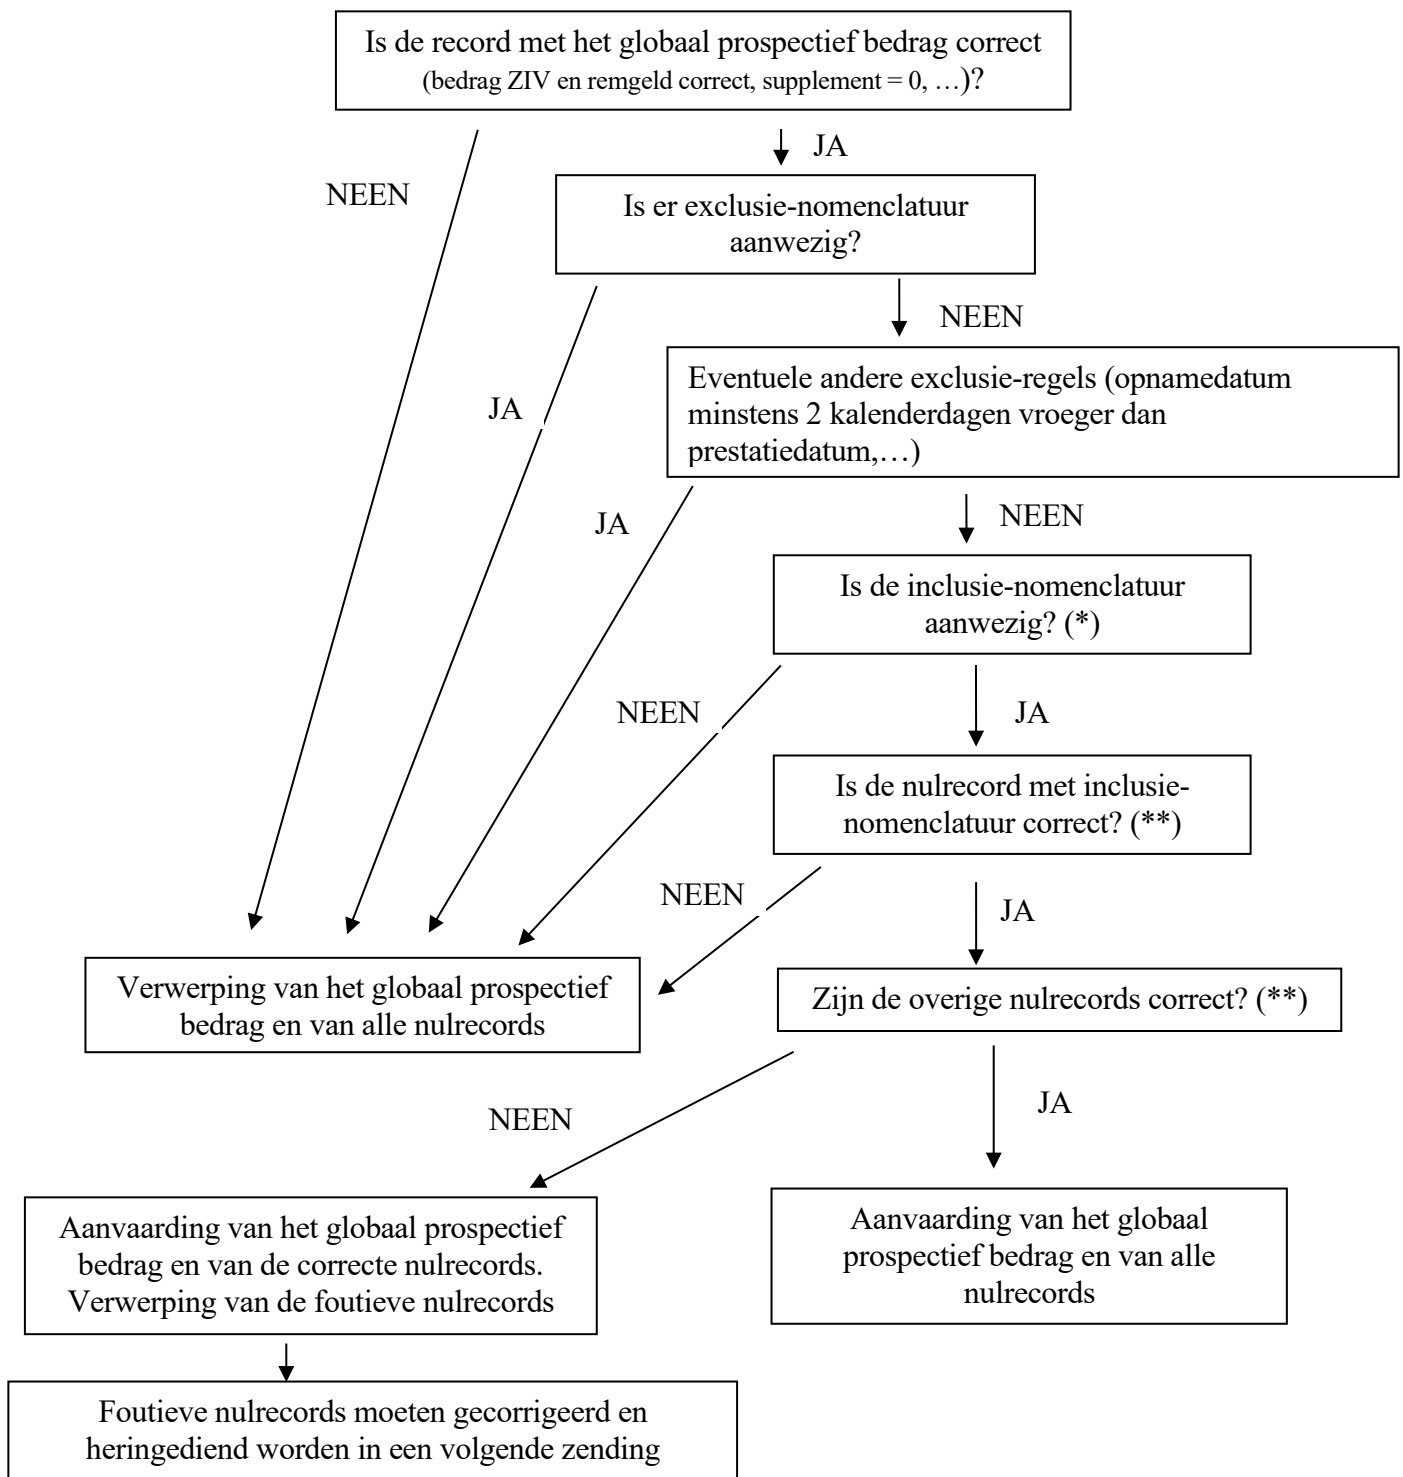 Is de record met het globaal prospectief bedrag correct
(bedrag ZIV en remgeld correct, supplement = 0, …)?
JA
NEEN
Is er exclusie-nomenclatuur
aanwezig?
NEEN
Eventuele andere exclusie-regels (opnamedatum
minstens 2 kalenderdagen vroeger dan
prestatiedatum,…)
JA
JA
NEEN
Is de inclusie-nomenclatuur
aanwezig? (*)
NEEN
JA
Is de nulrecord met inclusie-
nomenclatuur correct? (**)
NEEN
JA
Verwerping van het globaal prospectief
bedrag en van alle nulrecords
Zijn de overige nulrecords correct? (**)
NEEN
JA
Aanvaarding van het globaal prospectief
bedrag en van de correcte nulrecords.
Verwerping van de foutieve nulrecords
Aanvaarding van het globaal
prospectief bedrag en van alle
nulrecords
Foutieve nulrecords moeten gecorrigeerd en
heringediend worden in een volgende zending